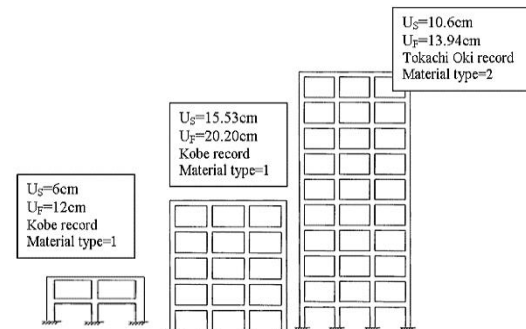 U_S=10.6cm
U_F=13.94cm
Tokachi Oki record
Material type=2
U_S=15.53cm
U_F=20.20cm
Kobe record
Material type=1
U_S=6cm
U_F=12cm
Kobe record
Material type=1